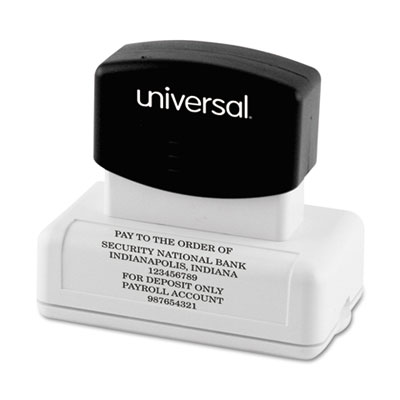 universal
PAY TO THE ORDER OF
SECURITY NATIONAL BANK
INDIANAPOLIS, INDIANA
123456789
FOR DEPOSIT ONLY
PAYROLL ACCOUNT
987654321